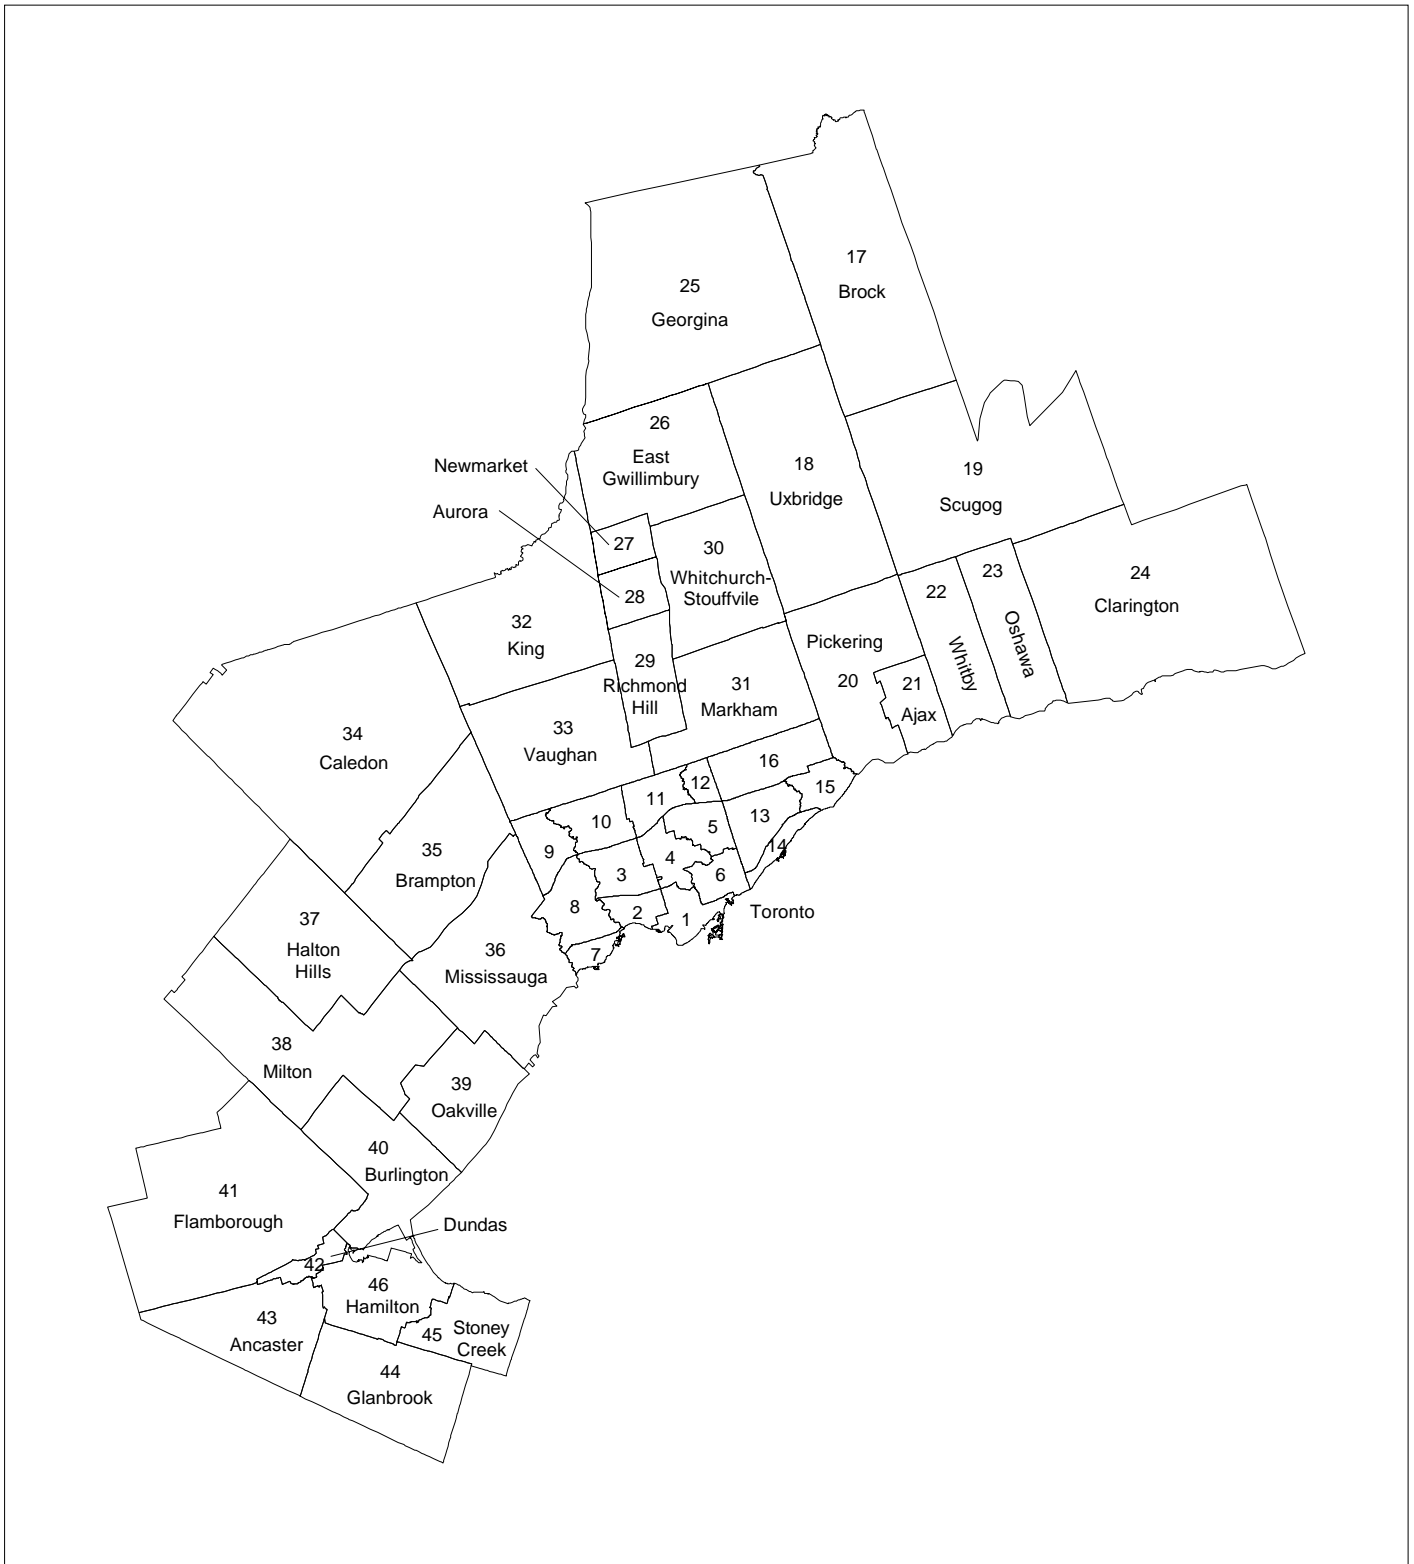 17
Brock
25
Georgina
26
East
Gwillimbury
Newmarket
18
Uxbridge
19
Scugog
Aurora
27
30
Whitchurch-
Stouffvile
28
23
Oshawa
24
Clarington
22
Whitby
32
King
Pickering
20
29
Richmond
Hill
31
Markham
21
Ajax
34
Caledon
33
Vaughan
16
12
15
11
13
10
5
14
9
4
35
Brampton
3
6
8
2
1
Toronto
37
Halton
Hills
36
Mississauga
7
38
Milton
39
Oakville
40
Burlington
41
Flamborough
Dundas
42
46
Hamilton
43
Ancaster
45
Stoney
Creek
44
Glanbrook